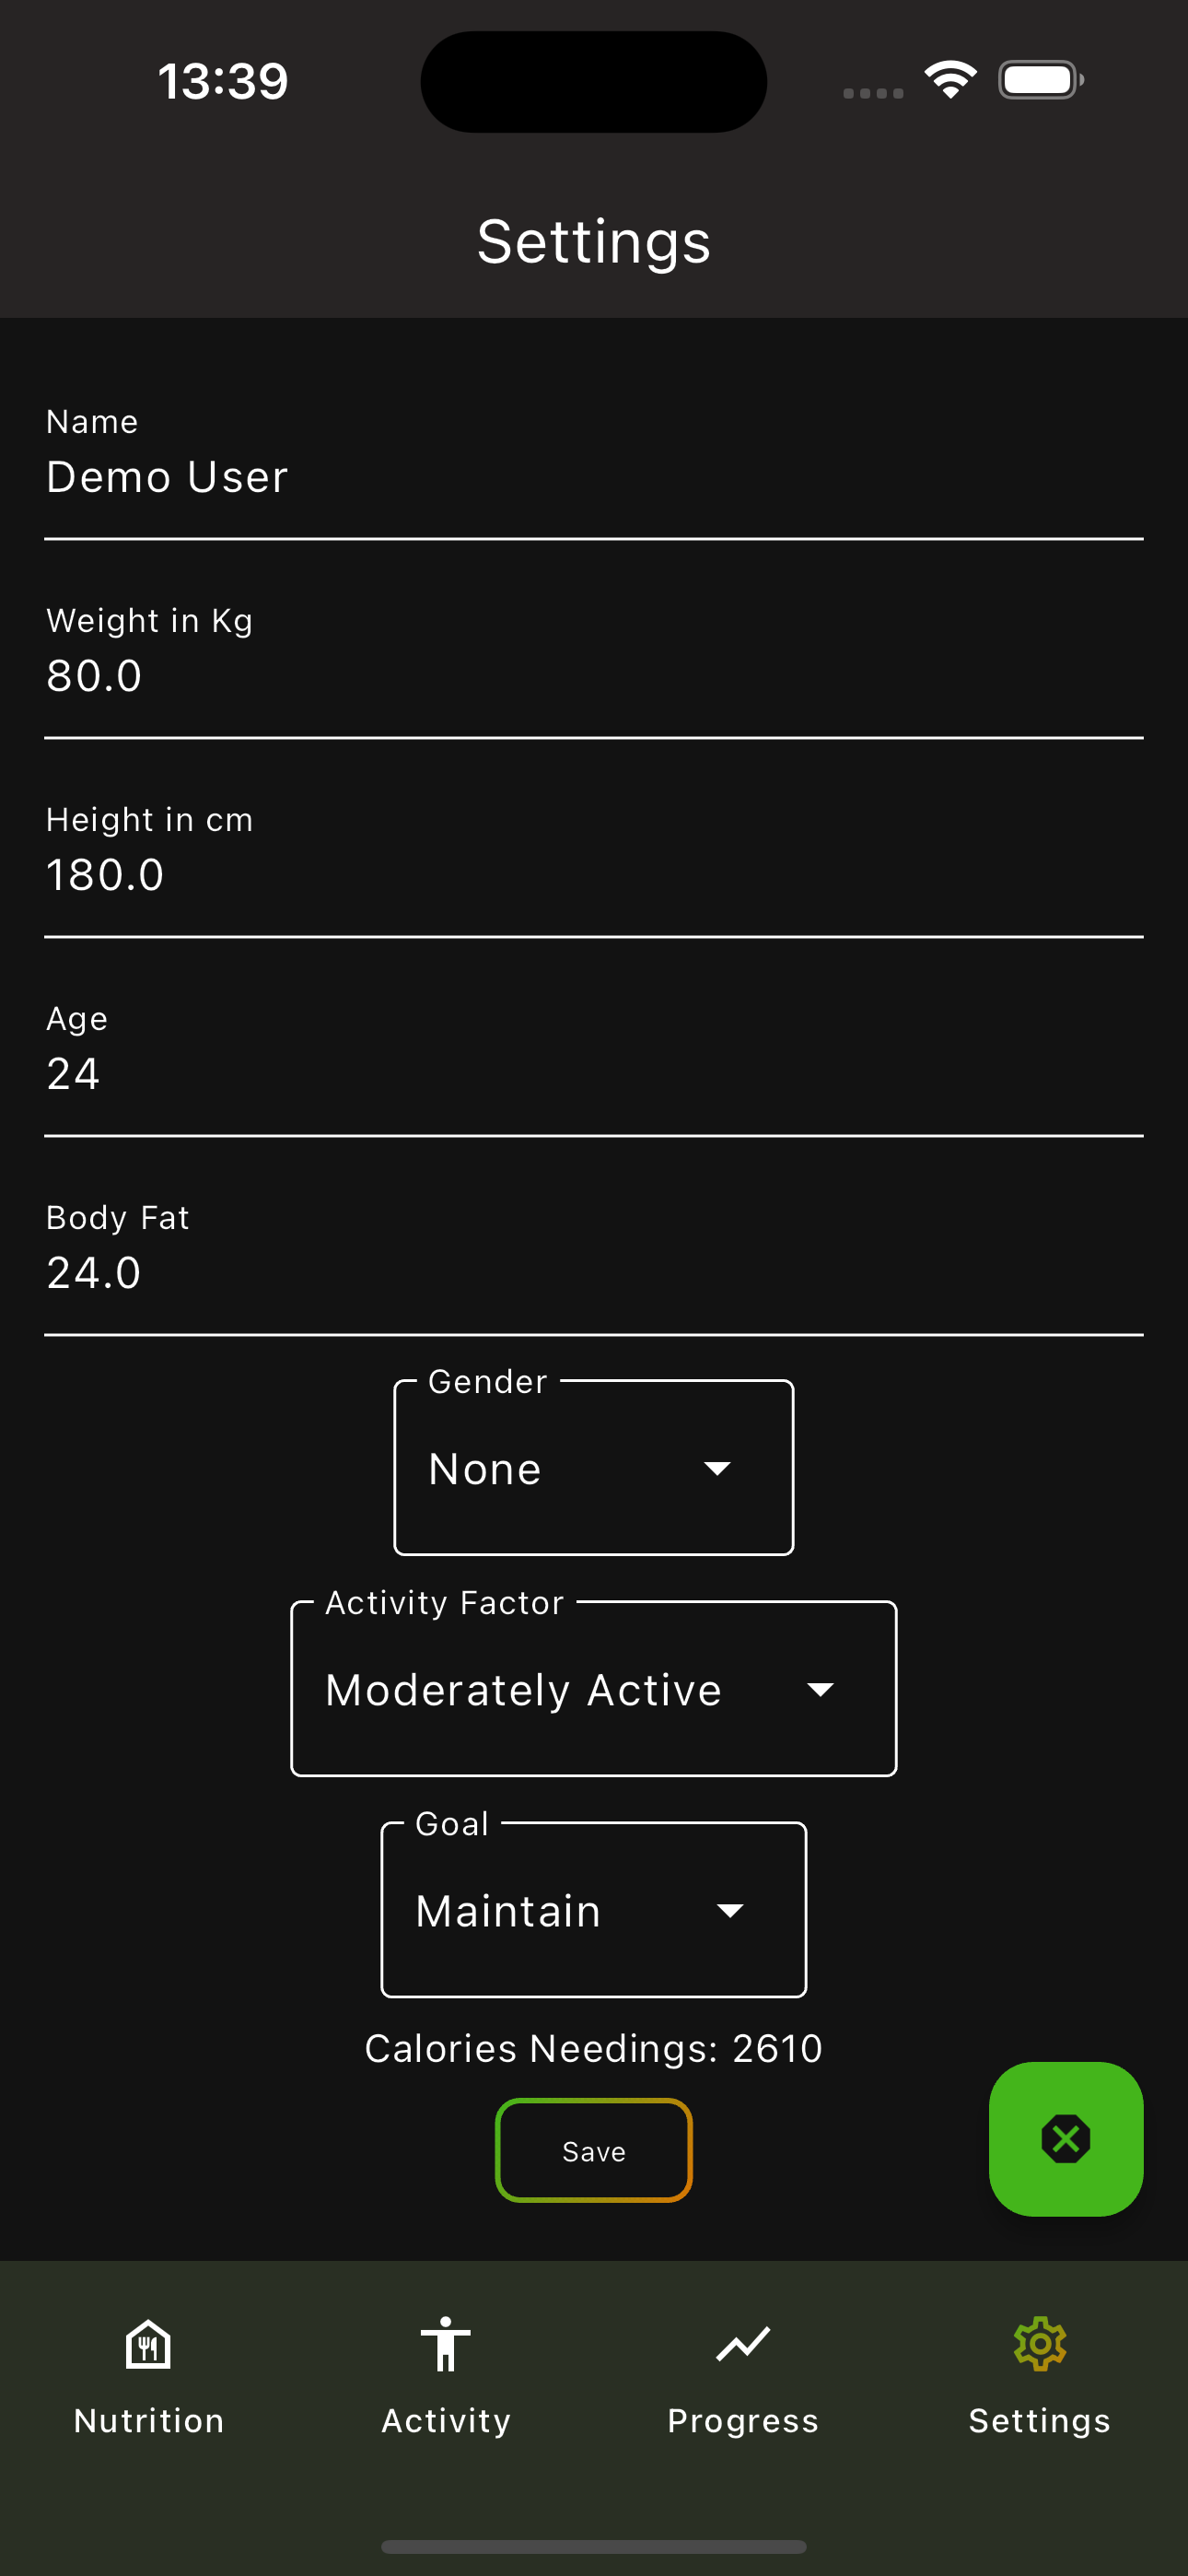 13:39
Settings
Name
Demo User
Weight in Kg
80.0
Height in cm
180.0
Age
24
Body Fat
24.0
Gender
None
Activity Factor
Moderately Active
Goal
Maintain
Calories Needings: 2610
Save
Nutrition
Activity
Progress
Settings